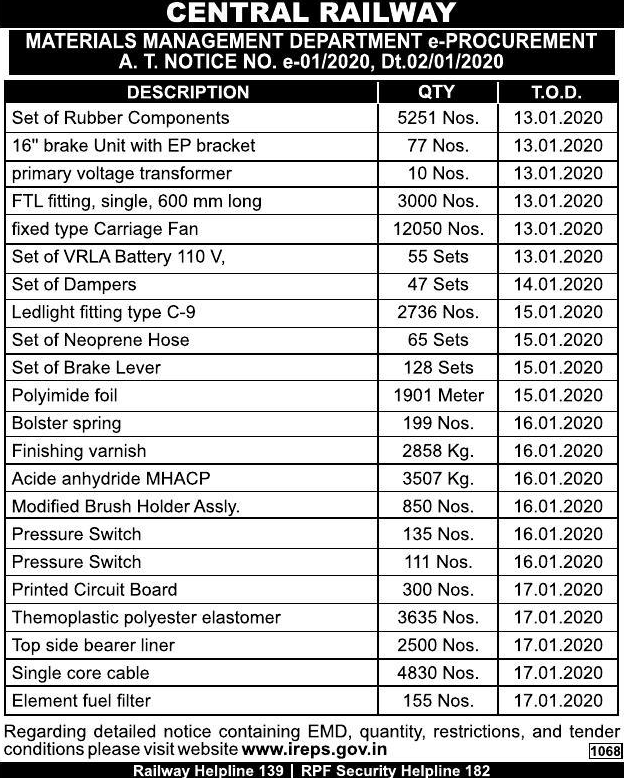 CENTRAL RAILWAY
MATERIALS MANAGEMENT DEPARTMENT e-PROCUREMENT
A. T. NOTICE NO. e-01/2020, Dt.02/01/2020
DESCRIPTION QTY T.O.D.
Set of Rubber Components 5251 Nos. 13.01.2020
16" brake Unit with EP bracket 77 Nos. 13.01.2020
primary voltage transformer 10 Nos. 13.01.2020
FTL fitting, single, 600 mm long 3000 Nos. 13.01.2020
fixed type Carriage Fan 12050 Nos. 13.01.2020
Set of VRLA Battery 110 V, 55 Sets 13.01.2020
Set of Dampers 47 Sets 14.01.2020
Ledlight fitting type C-9 2736 Nos. 15.01.2020
Set of Neoprene Hose 65 Sets 15.01.2020
Set of Brake Lever 128 Sets 15.01.2020
Polyimide foil 1901 Meter 15.01.2020
Bolster spring 199 Nos. 16.01.2020
Finishing varnish 2858 Kg. 16.01.2020
Acide anhydride MHACP 3507 Kg. 16.01.2020
Modified Brush Holder Assly. 850 Nos. 16.01.2020
Pressure Switch 135 Nos. 16.01.2020
Pressure Switch 111 Nos. 16.01.2020
Printed Circuit Board 300 Nos. 17.01.2020
Themoplastic polyester elastomer 3635 Nos. 17.01.2020
Top side bearer liner 2500 Nos. 17.01.2020
Single core cable 4830 Nos. 17.01.2020
Element fuel filter 155 Nos. 17.01.2020
Regarding detailed notice containing EMD, quantity, restrictions, and tender
conditions please visit website www.ireps.gov.in 1068
Railway Helpline 139 | RPF Security Helpline 182